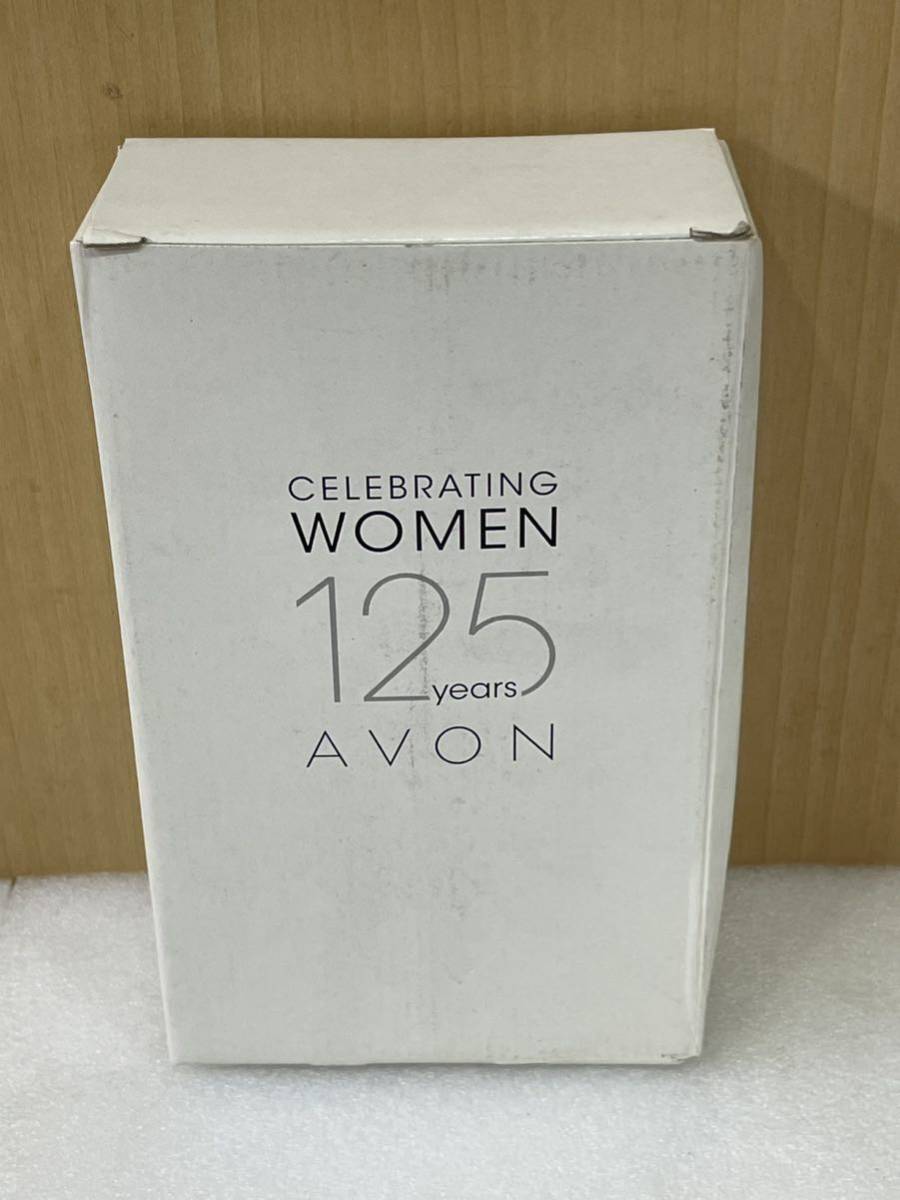 CELEBRATING
WOMEN
125
years
AVON